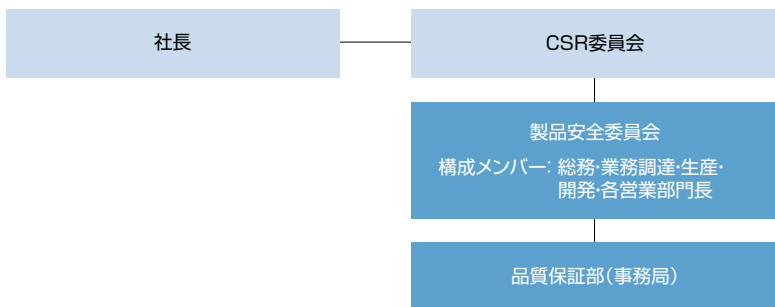 社長
CSR委員会
製品安全委員会
構成メンバー：総務・業務調達・生産・
開発・各営業部門長
品質保証部（事務局）